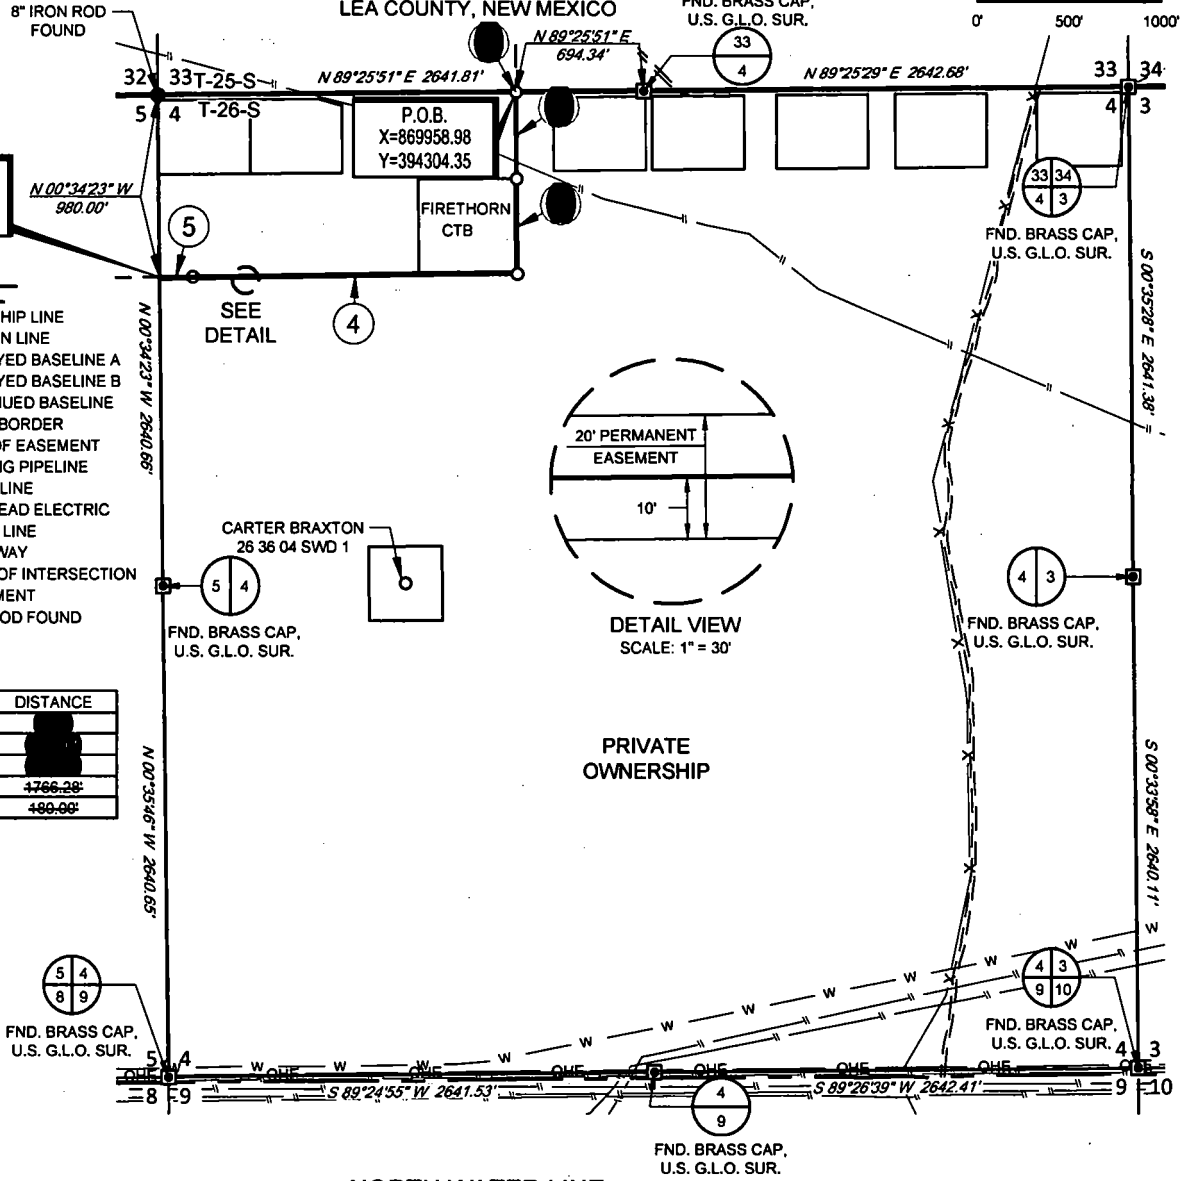 8" IRON ROD
FOUND
LEA COUNTY, NEW MEXICO
FND. BRASS CAP,
U.S. G.L.O. SUR.
0'
500'
1000'
N 89°25'51" E
694.34'
33
4
32
33
T-25-S
N 89°25'51" E 2641.81'
N 89°25'29" E 2642.68'
33
34
5
4
T-26-S
4
3
P.O.B.
X=869958.98
Y=394304.35
N 00°34'23" W
980.00'
33
34
4
3
FIRETHORN
CTB
FND. BRASS CAP,
U.S. G.L.O. SUR.
5
SEE
DETAIL
4
HIP LINE
N LINE
YED BASELINE A
YED BASELINE B
NUED BASELINE
BORDER
OF EASEMENT
NG PIPELINE
LINE
EAD ELECTRIC
LINE
WAY
OF INTERSECTION
MENT
OD FOUND
N 00°34'23" W 2640.66'
S 00°35'28" E 2641.38'
20' PERMANENT
EASEMENT
10'
CARTER BRAXTON
26 36 04 SWD 1
5
4
FND. BRASS CAP,
U.S. G.L.O. SUR.
DETAIL VIEW
SCALE: 1" = 30'
4
3
FND. BRASS CAP,
U.S. G.L.O. SUR.
DISTANCE
1766.28'
180.00'
PRIVATE
OWNERSHIP
N 00°35'46" W 2640.65'
S 00°33'58" E 2640.11'
W
W
W
W
W
W
W
W
W
W
5
4
8
9
FND. BRASS CAP,
U.S. G.L.O. SUR.
4
3
9
10
FND. BRASS CAP,
U.S. G.L.O. SUR.
5
4
4
3
OHE
OHE
OHE
OHE
OHE
OHE
8
9
S 89°24'55" W 2641.53'
S 89°26'39" W 2642.41'
9
10
4
9
FND. BRASS CAP,
U.S. G.L.O. SUR.